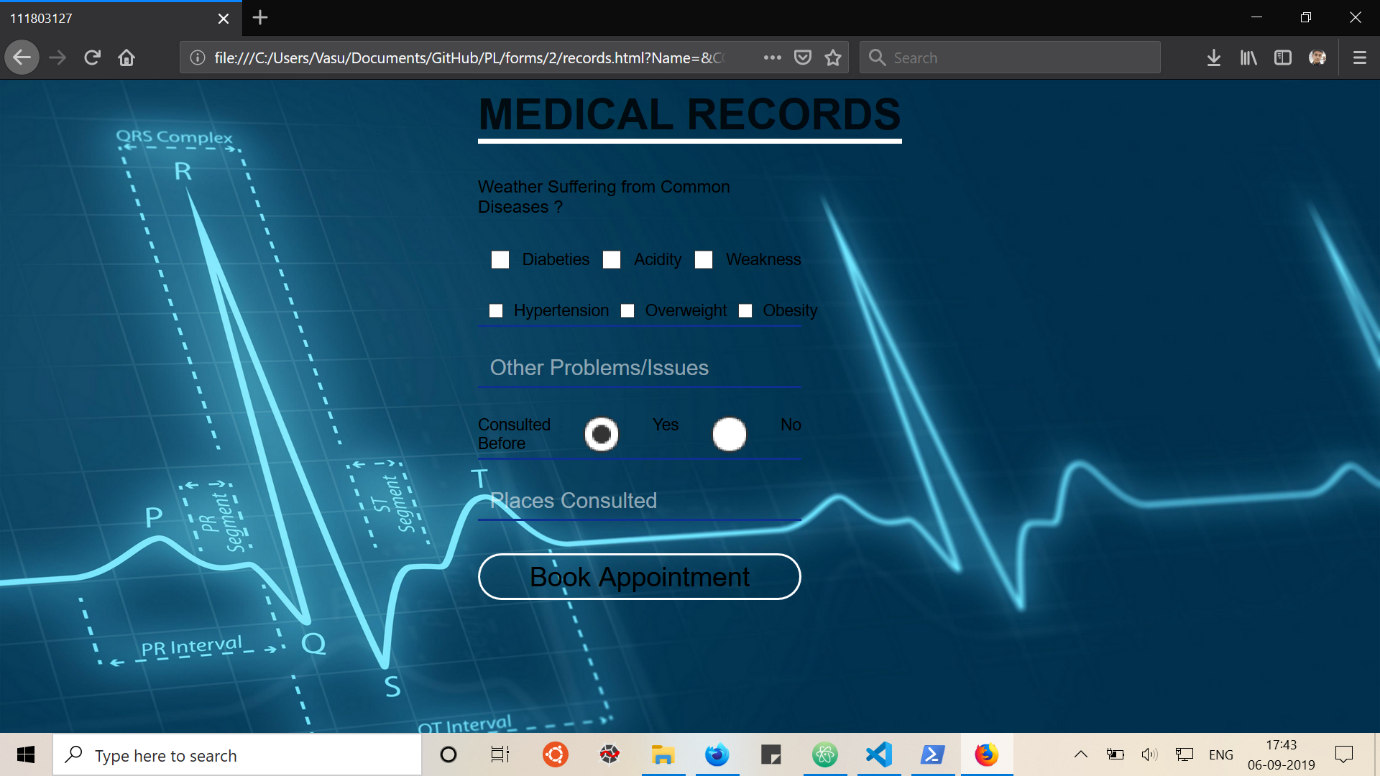 111803127
file:///C:/Users/Vasu/Documents/GitHub/PL/forms/2/records.html?Name=&CO
Search
MEDICAL RECORDS
QRS Complex
R
Weather Suffering from Common
Diseases ?
Diabeties Acidity Weakness
Hypertension Overweight Obesity
Other Problems/Issues
Consulted
Before
Yes
No
T
Places Consulted
P
PR
Segment
ST
Segment
Book Appointment
PR Interval
Q
S
QT Interval
Type here to search
ENG
17:43
06-09-2019